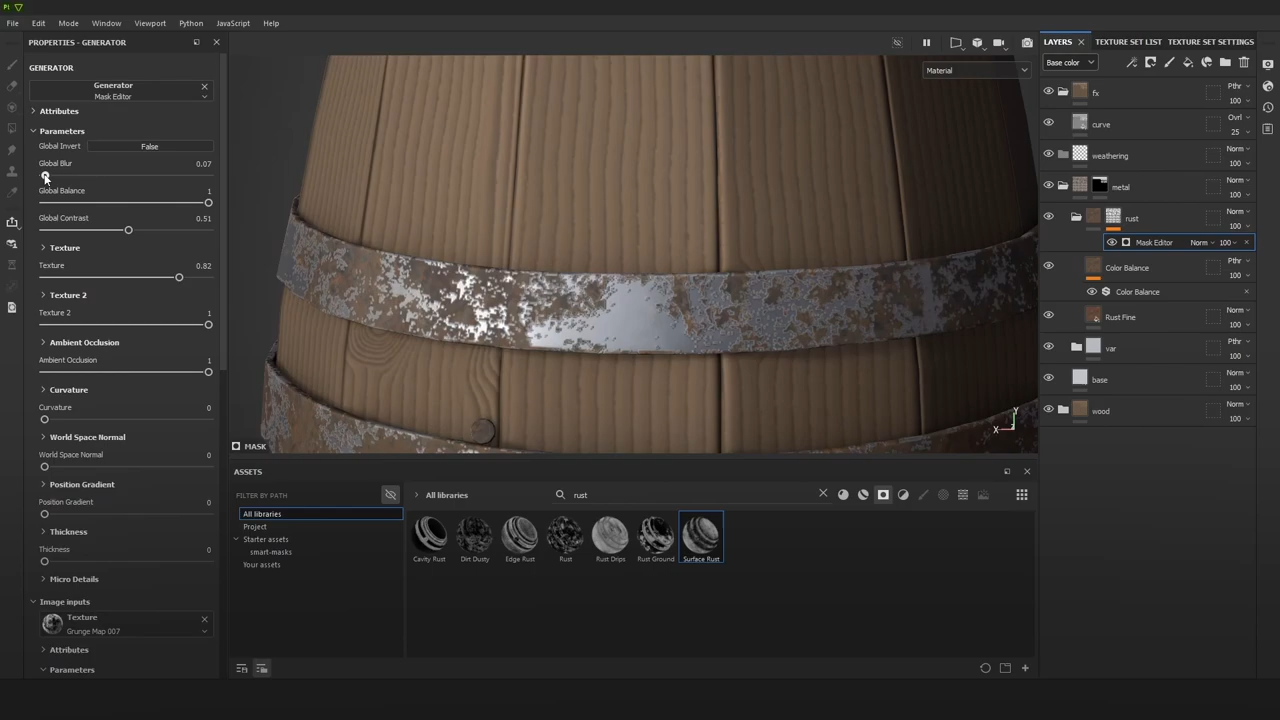 Pt
File Edit Mode Window Viewport Python JavaScript Help
PROPERTIES - GENERATOR
GENERATOR
Generator
Mask Editor
Attributes
Parameters
Global Invert False
Global Blur 0.07
Global Balance 1
Global Contrast 0.51
Texture
Texture 0.82
Texture 2
Texture 2 1
Ambient Occlusion
Ambient Occlusion 1
Curvature
Curvature 0
World Space Normal
World Space Normal 0
Position Gradient
Position Gradient 0
Thickness
Thickness 0
Micro Details
Image inputs
Texture
Grunge Map 007
Attributes
Parameters
Material
Y
X
MASK
ASSETS
FILTER BY PATH
All libraries
Project
Starter assets
smart-masks
Your assets
All libraries
rust
Cavity Rust Dirt Dusty Edge Rust Rust Rust Drips Rust Ground Surface Rust
LAYERS TEXTURE SET LIST TEXTURE SET SETTINGS
Base color
fx Pthr
100
curve Ovrl
25
weathering Norm
100
metal Norm
100
rust Norm
100
Mask Editor Norm 100
Color Balance Pthr
100
Color Balance
Rust Fine Norm
100
var Pthr
100
base Norm
100
wood Norm
100